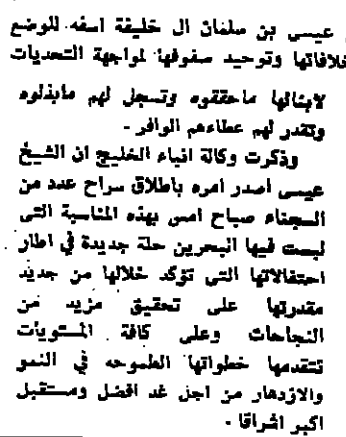 عيسى بن سلمان ال خليفة اسفه للوضع
خلافاتها وتوحيد صفوفها لمواجهة التحديات
لابنائها ماحققوه وتسجل لهم مابذلوه
وتقدر لهم عطاءهم الوافر -
وذكرت وكالة انباء الخليج ان الشيخ
عيسى اصدر امره باطلاق سراح عدد من
السجناء صباح امس بهذه المناسبة التى
لبست فيها البحرين حلة جديدة في اطار
احتفالاتها التى تؤكد خلالها من جديد
مقدرتها على تحقيق مزيد من
النجاحات وعلى كافة المستويات
تتقدمها خطواتها الطموحه في النمو
والازدهار من اجل غد افضل ومستقبل
اكبر اشراقا -